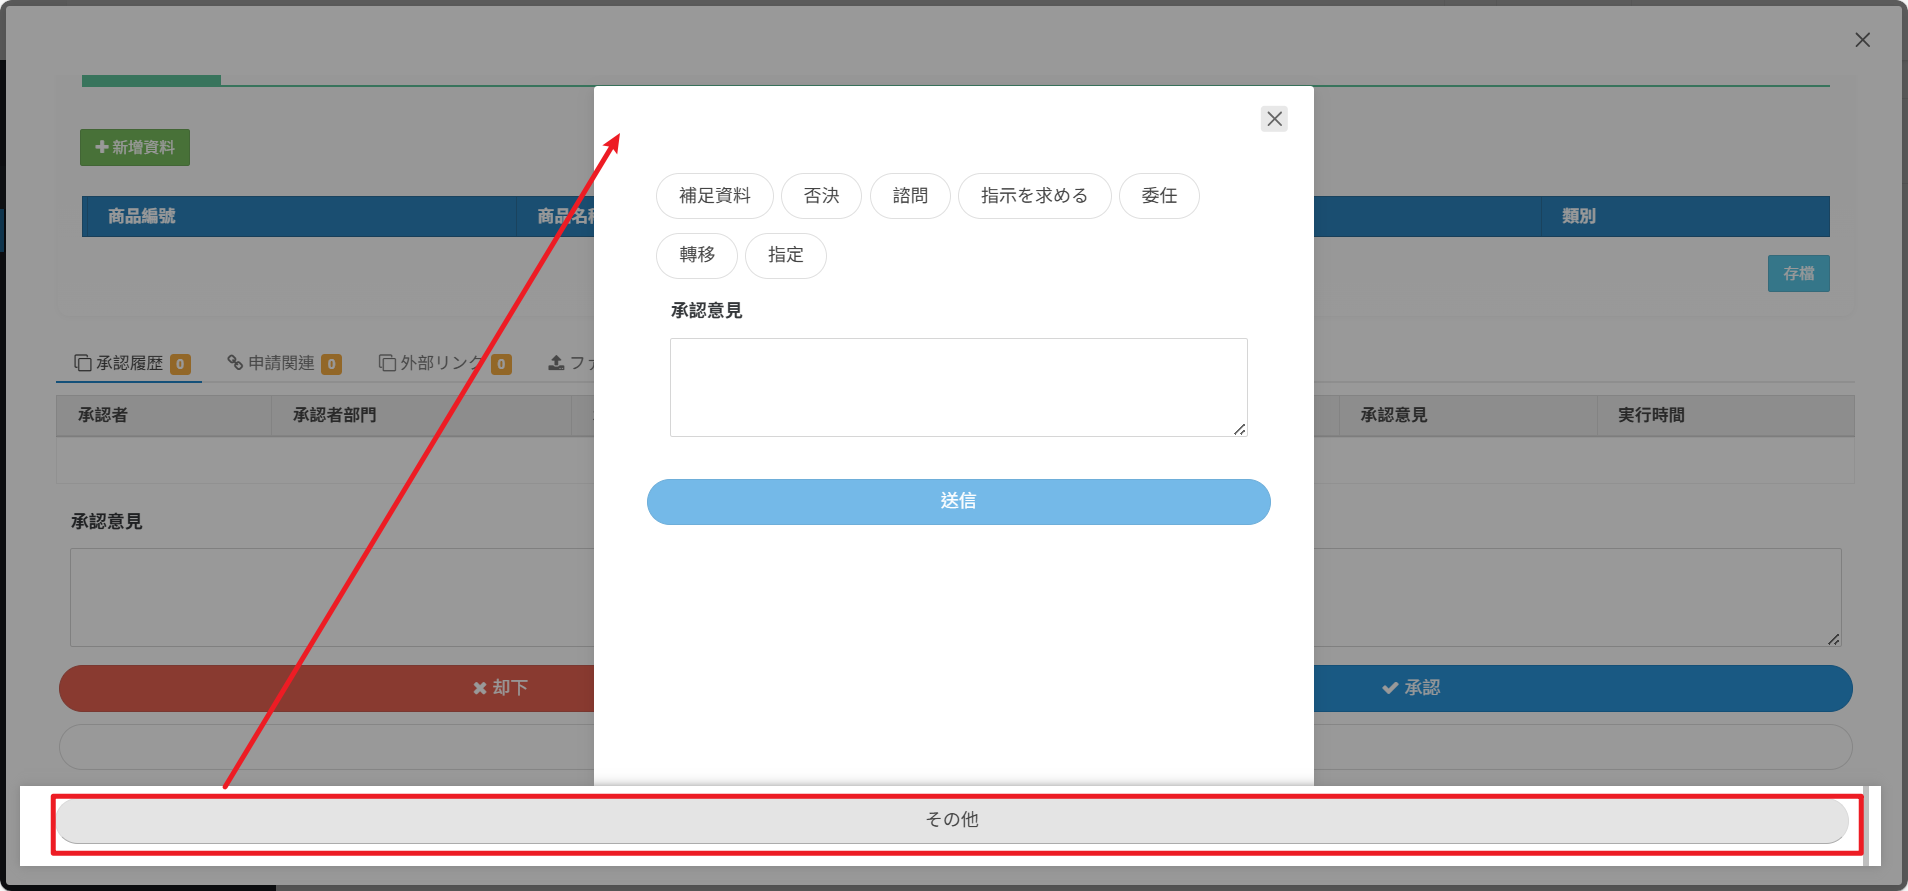 新增資料
商品編號 商品名 類別
存檔
補足資料 否決 諮問 指示を求める 委任
轉移 指定
承認意見
承認履歴 0 申請関連 0 外部リンク 0 ファ
承認者 承認者部門 承認意見 実行時間
送信
承認意見
却下 承認
その他